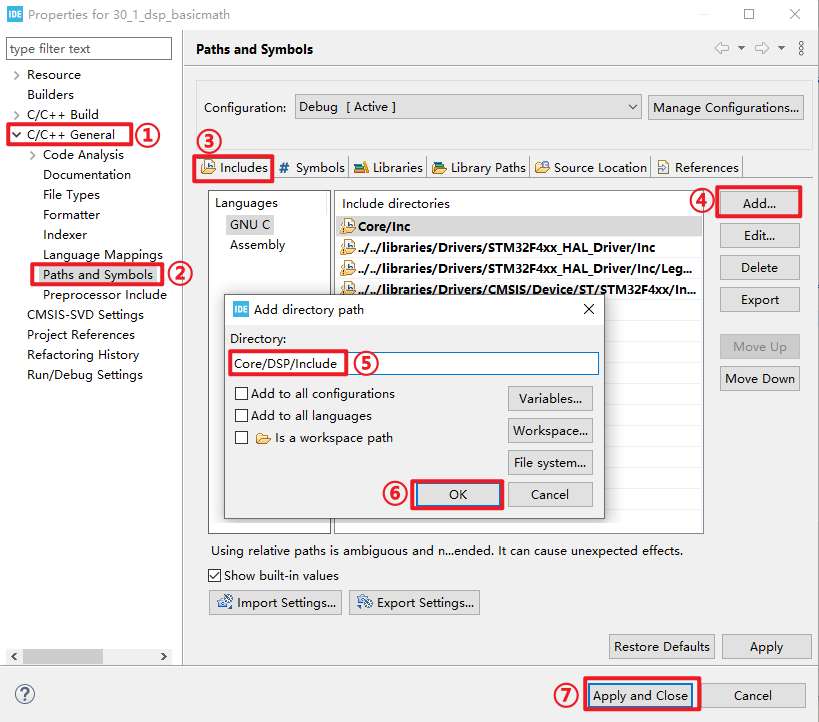 IDE Properties for 30_1_dsp_basicmath
type filter text
Paths and Symbols
Resource
Builders
C/C++ Build
C/C++ General ①
Code Analysis
Documentation
File Types
Formatter
Indexer
Language Mappings
Paths and Symbols ②
Preprocessor Include
CMSIS-SVD Settings
Project References
Refactoring History
Run/Debug Settings
Configuration: Debug [ Active ] Manage Configurations...
③
Includes # Symbols Libraries Library Paths Source Location References
Languages
GNU C
Assembly
Include directories
Core/Inc
../../libraries/Drivers/STM32F4xx_HAL_Driver/Inc
../../libraries/Drivers/STM32F4xx_HAL_Driver/Inc/Leg...
../../libraries/Drivers/CMSIS/Device/ST/STM32F4xx/In...
④ Add...
Edit...
Delete
Export
Move Up
Move Down
IDE Add directory path
Directory:
Core/DSP/Include ⑤
Add to all configurations
Add to all languages
Is a workspace path
Variables...
Workspace...
File system...
⑥ OK Cancel
Using relative paths is ambiguous and n...ended. It can cause unexpected effects.
Show built-in values
Import Settings... Export Settings...
Restore Defaults Apply
? ⑦ Apply and Close Cancel